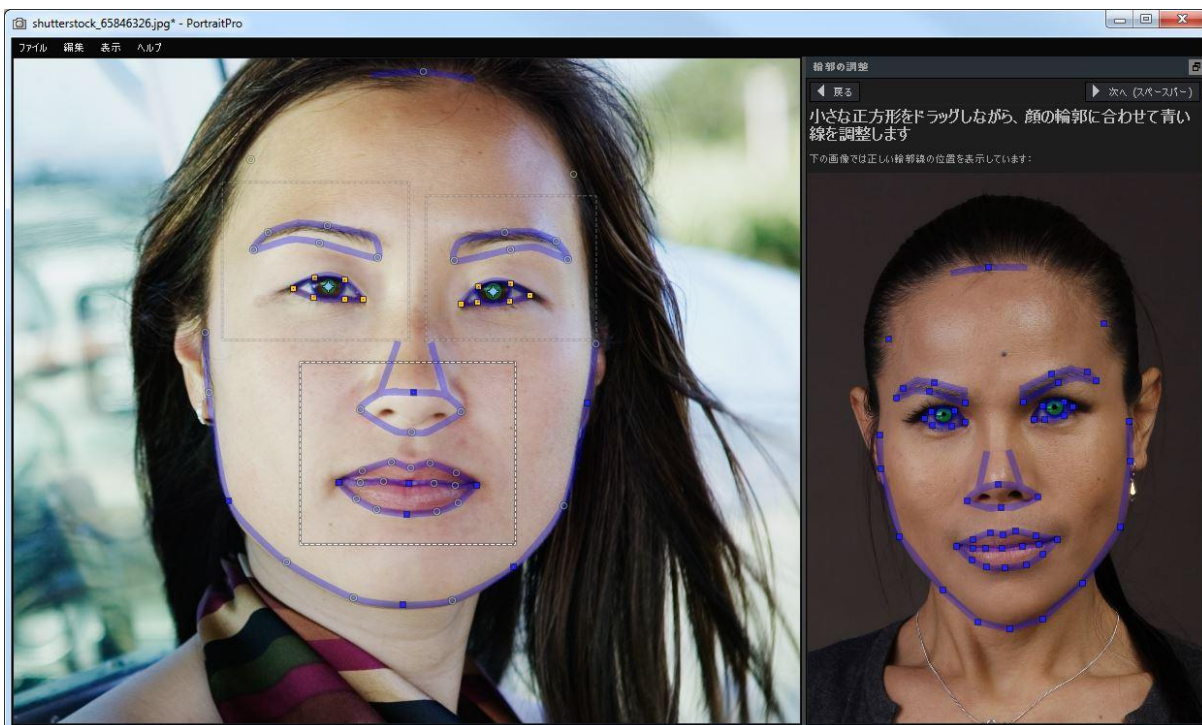 shutterstock_65846326.jpg* - PortraitPro
ファイル 編集 表示 ヘルプ
輪郭の調整
戻る
次へ (スペースバー)
小さな正方形をドラッグしながら、顔の輪郭に合わせて青い
線を調整します
下の画像では正しい輪郭線の位置を表示しています: